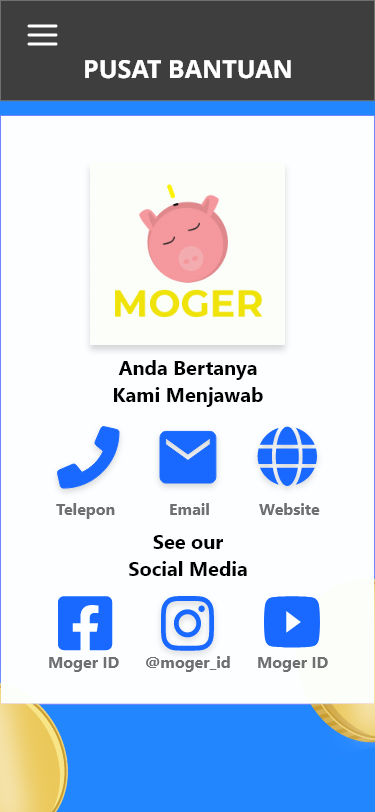 PUSAT BANTUAN
MOGER
Anda Bertanya
Kami Menjawab
Telepon Email Website
See our
Social Media
Moger ID @moger_id Moger ID